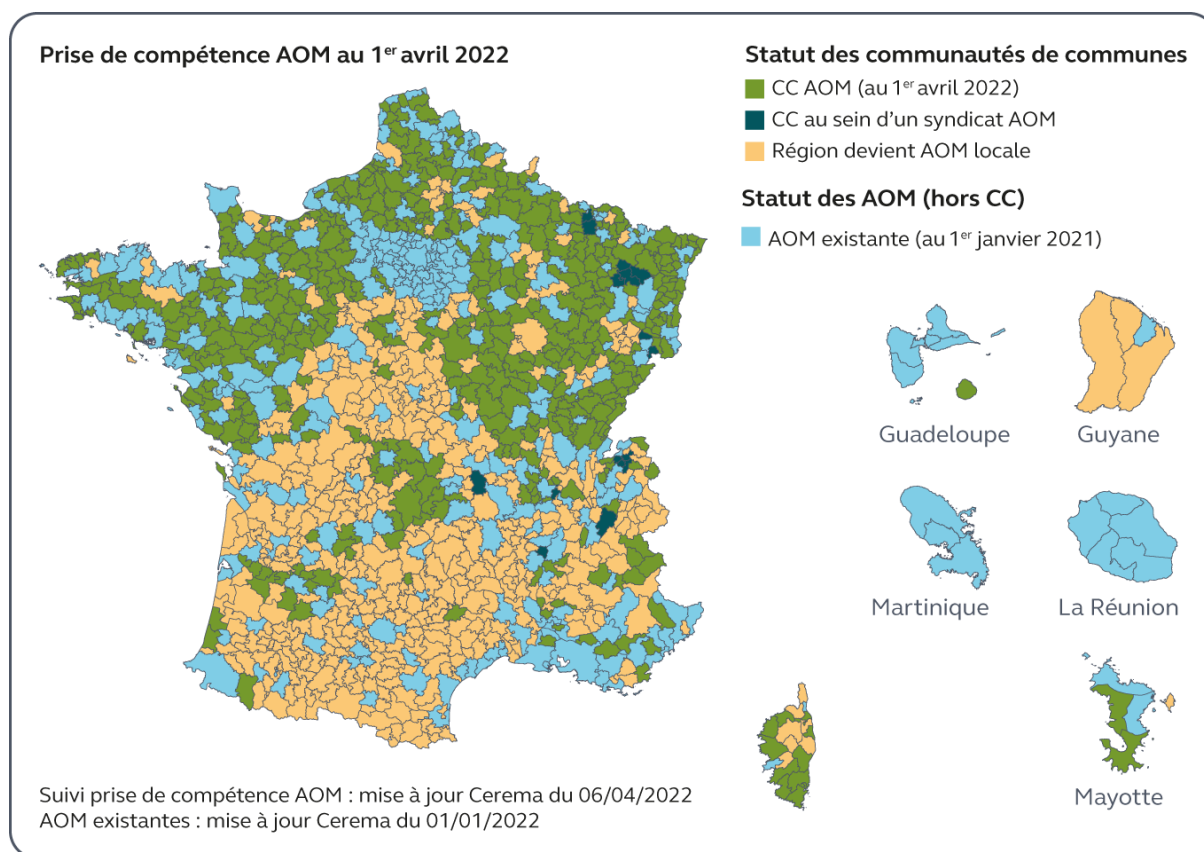 Prise de compétence AOM au 1er avril 2022
Statut des communautés de communes
CC AOM (au 1er avril 2022)
CC au sein d’un syndicat AOM
Région devient AOM locale
Statut des AOM (hors CC)
AOM existante (au 1er janvier 2021)
Guadeloupe
Guyane
Martinique
La Réunion
Mayotte
Suivi prise de compétence AOM : mise à jour Cerema du 06/04/2022
AOM existantes : mise à jour Cerema du 01/01/2022